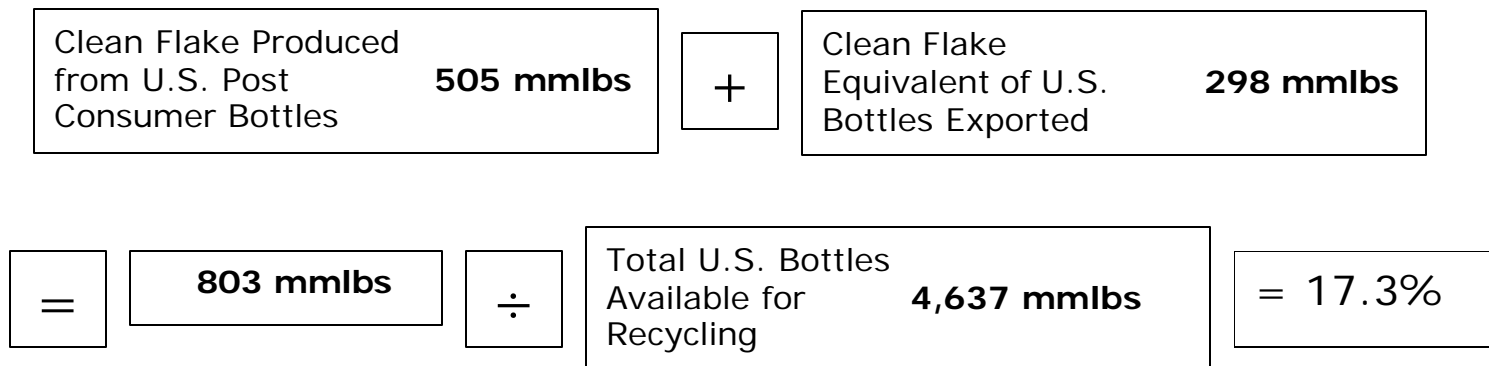 Clean Flake Produced
from U.S. Post 505 mmlbs
Consumer Bottles
+
Clean Flake
Equivalent of U.S. 298 mmlbs
Bottles Exported
=
803 mmlbs
÷
Total U.S. Bottles
Available for 4,637 mmlbs
Recycling
= 17.3%